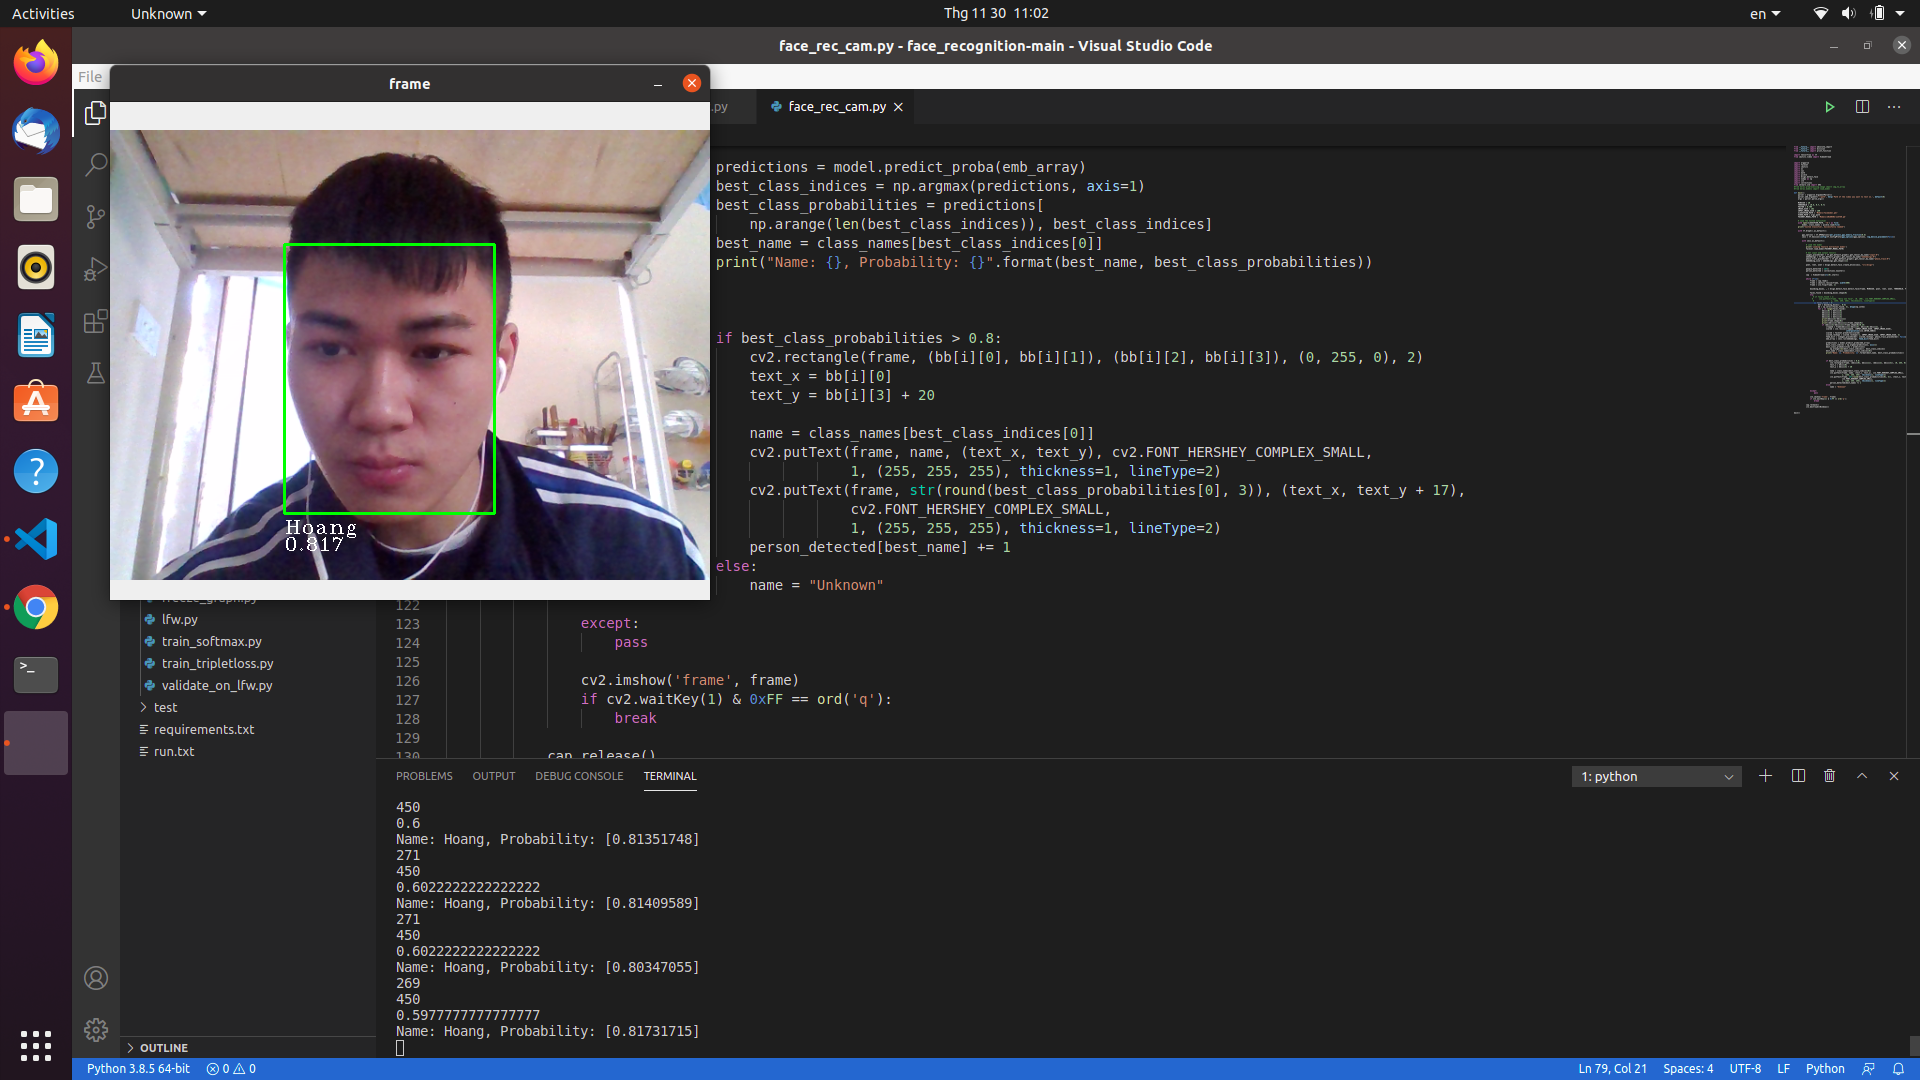 Activities
Unknown
Thg 11 30 11:02
en
face_rec_cam.py - face_recognition-main - Visual Studio Code
File
frame
.py
face_rec_cam.py
predictions = model.predict_proba(emb_array)
best_class_indices = np.argmax(predictions, axis=1)
best_class_probabilities = predictions[
np.arange(len(best_class_indices)), best_class_indices]
best_name = class_names[best_class_indices[0]]
print("Name: {}, Probability: {}".format(best_name, best_class_probabilities))
if best_class_probabilities > 0.8:
cv2.rectangle(frame, (bb[i][0], bb[i][1]), (bb[i][2], bb[i][3]), (0, 255, 0), 2)
text_x = bb[i][0]
text_y = bb[i][3] + 20
name = class_names[best_class_indices[0]]
cv2.putText(frame, name, (text_x, text_y), cv2.FONT_HERSHEY_COMPLEX_SMALL,
1, (255, 255, 255), thickness=1, lineType=2)
cv2.putText(frame, str(round(best_class_probabilities[0], 3)), (text_x, text_y + 17),
cv2.FONT_HERSHEY_COMPLEX_SMALL,
1, (255, 255, 255), thickness=1, lineType=2)
person_detected[best_name] += 1
else:
name = "Unknown"
Hoang
0.817
freeze_graph.py
lfw.py
train_softmax.py
train_tripletloss.py
validate_on_lfw.py
test
requirements.txt
run.txt
122
123 except:
124 pass
125
126 cv2.imshow('frame', frame)
127 if cv2.waitKey(1) & 0xFF == ord('q'):
128 break
129
130 cap.release()
PROBLEMS OUTPUT DEBUG CONSOLE TERMINAL
1: python
450
0.6
Name: Hoang, Probability: [0.81351748]
271
450
0.6022222222222222
Name: Hoang, Probability: [0.81409589]
271
450
0.6022222222222222
Name: Hoang, Probability: [0.80347055]
269
450
0.5977777777777777
Name: Hoang, Probability: [0.81731715]
OUTLINE
Python 3.8.5 64-bit 0 0
Ln 79, Col 21 Spaces: 4 UTF-8 LF Python